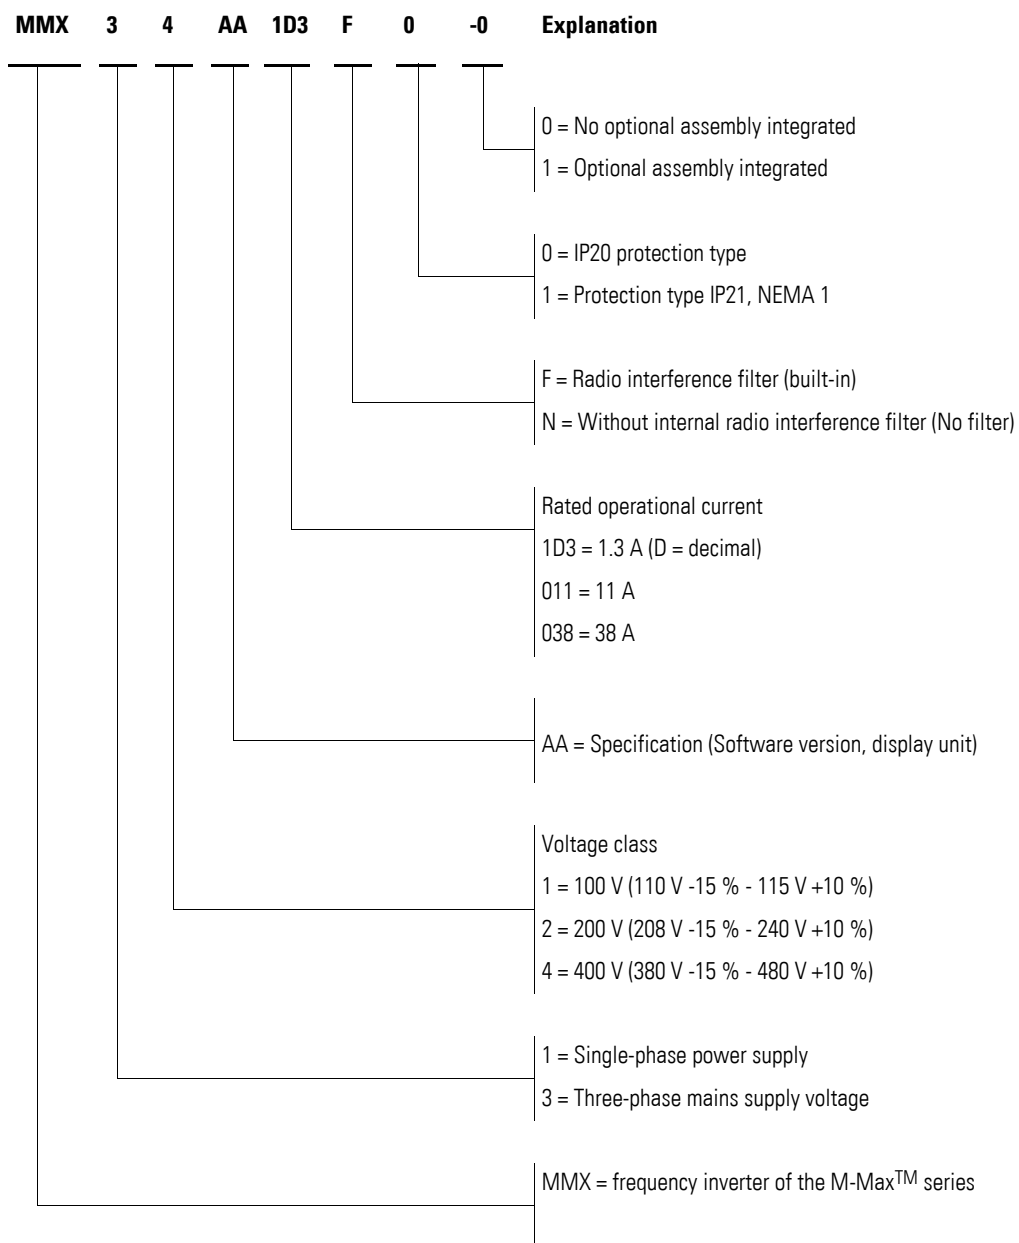 MMX 3 4 AA 1D3 F 0 -0 Explanation
0 = No optional assembly integrated
1 = Optional assembly integrated
0 = IP20 protection type
1 = Protection type IP21, NEMA 1
F = Radio interference filter (built-in)
N = Without internal radio interference filter (No filter)
Rated operational current
1D3 = 1.3 A (D = decimal)
011 = 11 A
038 = 38 A
AA = Specification (Software version, display unit)
Voltage class
1 = 100 V (110 V -15 % - 115 V +10 %)
2 = 200 V (208 V -15 % - 240 V +10 %)
4 = 400 V (380 V -15 % - 480 V +10 %)
1 = Single-phase power supply
3 = Three-phase mains supply voltage
MMX = frequency inverter of the M-Max™ series